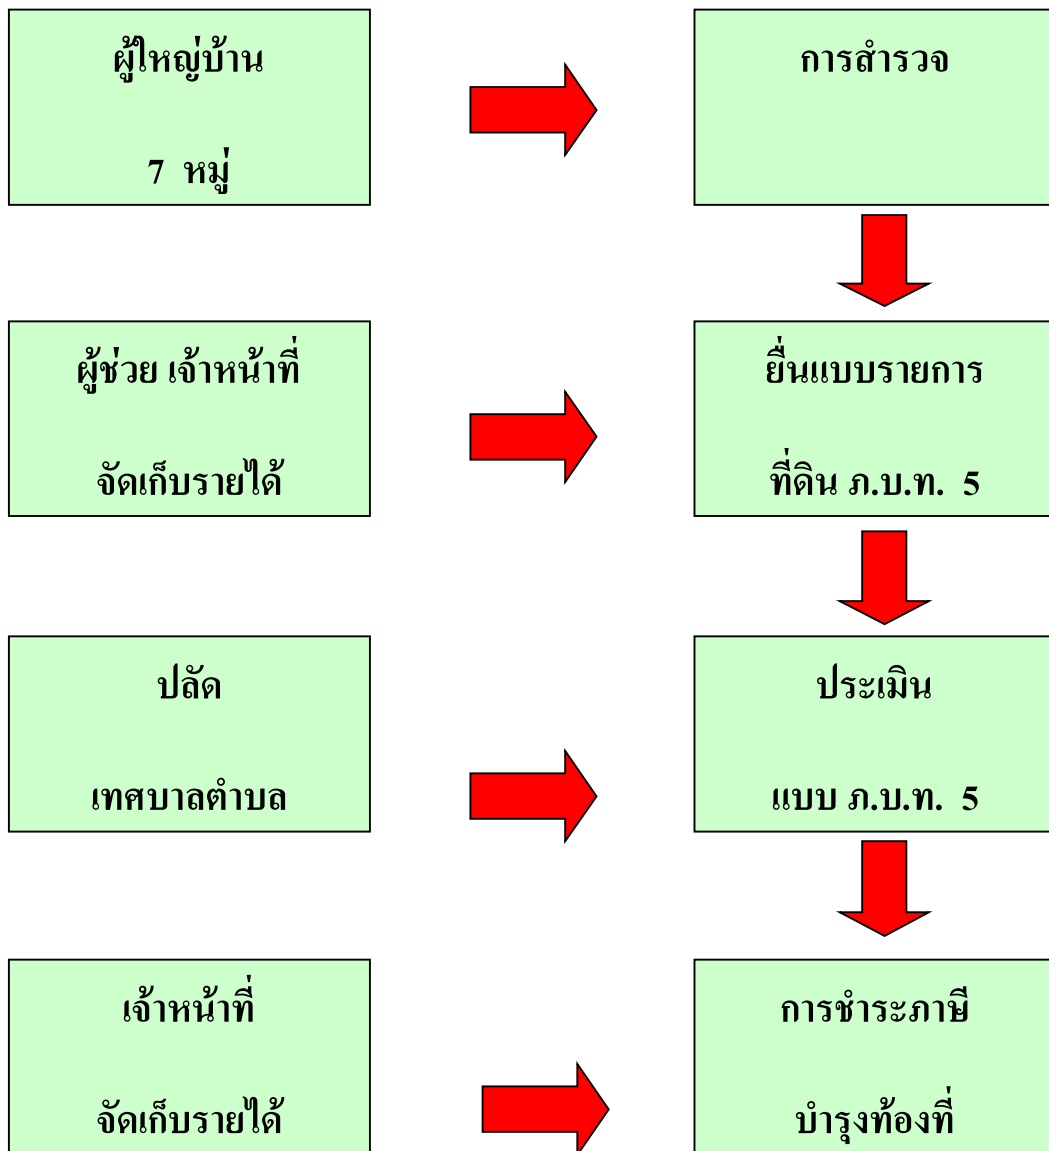 ผู้ใหญ่บ้าน
7 หมู่
การสำรวจ
ผู้ช่วย เจ้าหน้าที่
จัดเก็บรายได้
ยื่นแบบรายการ
ที่ดิน ภ.บ.ท. 5
ปลัด
เทศบาลตำบล
ประเมิน
แบบ ภ.บ.ท. 5
เจ้าหน้าที่
จัดเก็บรายได้
การชำระภาษี
บำรุงท้องที่